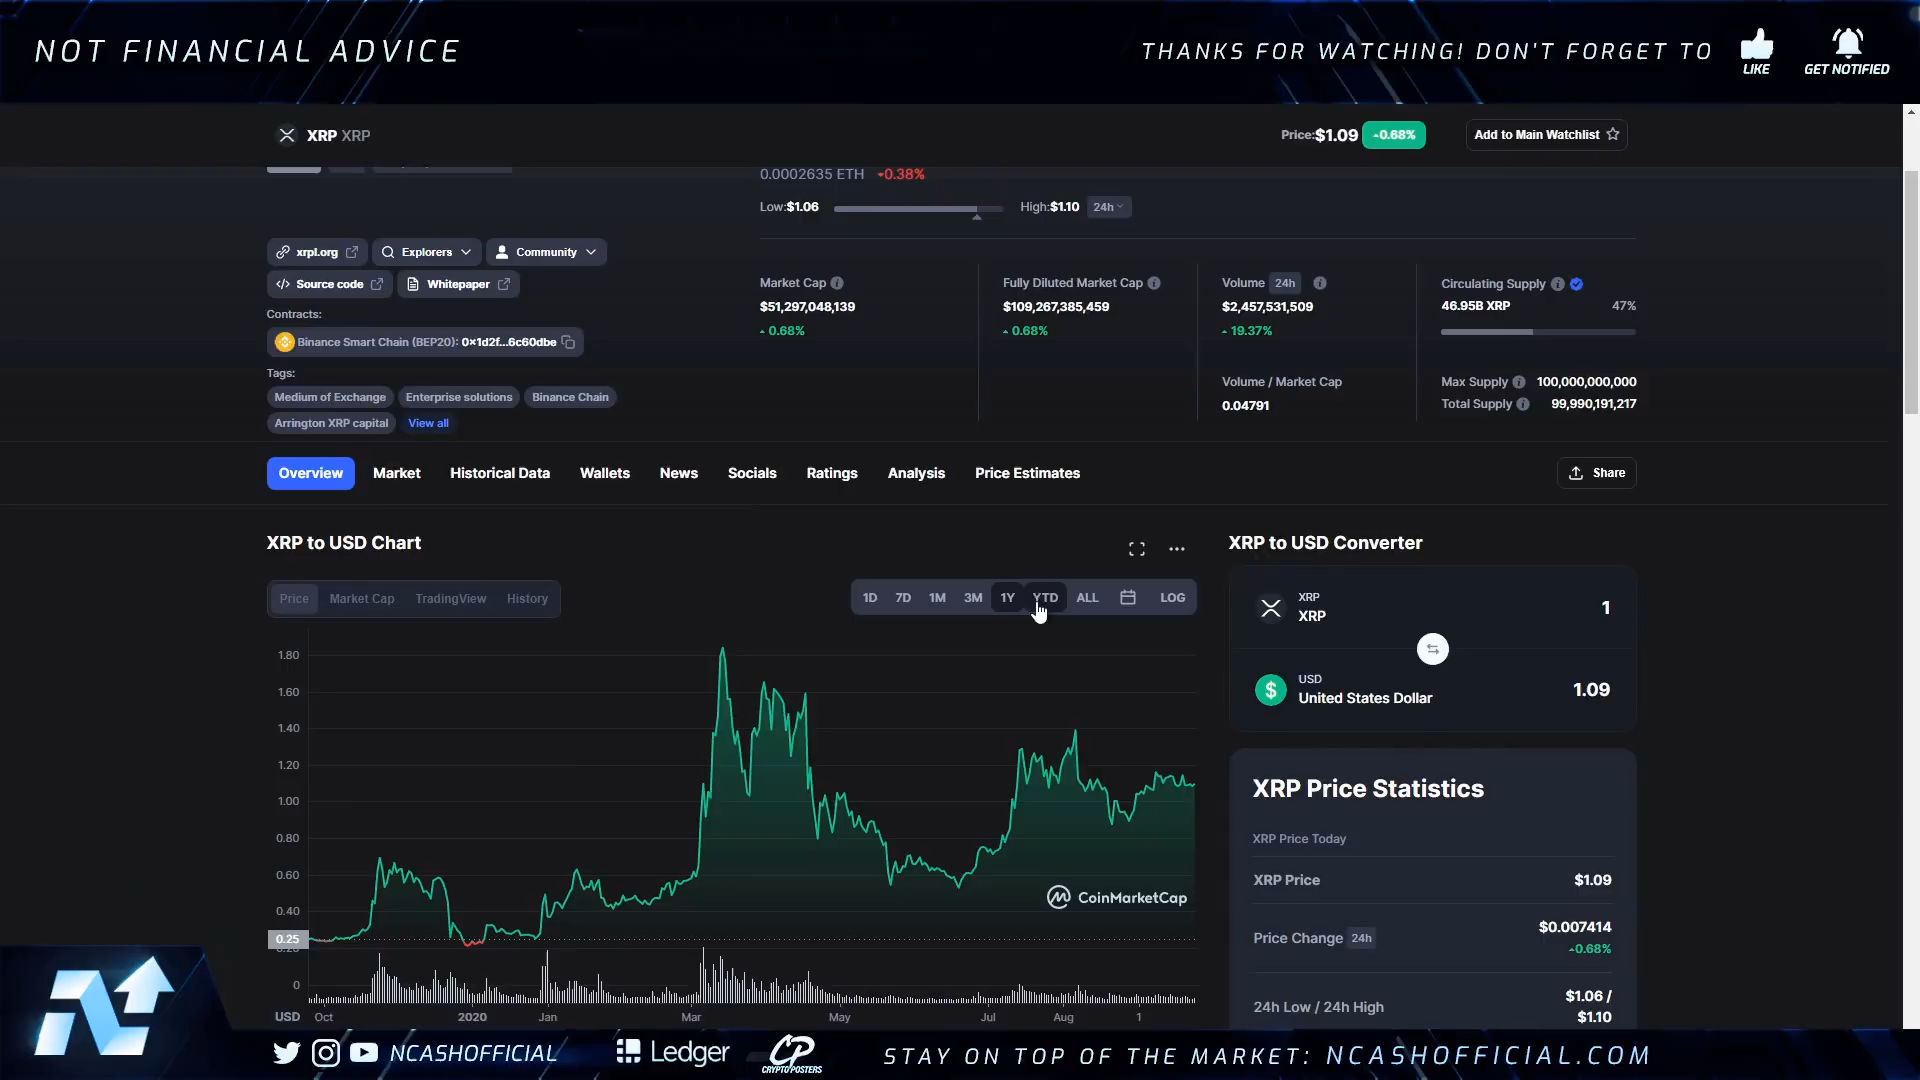 NOT FINANCIAL ADVICE
THANKS FOR WATCHING! DON'T FORGET TO
LIKE
GET NOTIFIED
XRP XRP
Price:$1.09
0.68%
Add to Main Watchlist
0.0002635 ETH
0.38%
Low:$1.06
High:$1.10
24h
xrpl.org
Explorers
Community
Source code
Whitepaper
Contracts:
Binance Smart Chain (BEP20): 0x1d2f...6c60dbe
Tags:
Medium of Exchange
Enterprise solutions
Binance Chain
Arrington XRP capital
View all
Market Cap
$51,297,048,139
0.68%
Fully Diluted Market Cap
$109,267,385,459
0.68%
Volume 24h
$2,457,531,509
19.37%
Volume / Market Cap
0.04791
Circulating Supply
46.95B XRP
47%
Max Supply 100,000,000,000
Total Supply 99,990,191,217
Overview
Market
Historical Data
Wallets
News
Socials
Ratings
Analysis
Price Estimates
Share
XRP to USD Chart
Price
Market Cap
TradingView
History
1D
7D
1M
3M
1Y
YTD
ALL
LOG
1.80
1.60
1.40
1.20
1.00
0.80
0.60
0.40
0.25
0
CoinMarketCap
USD
Oct
2020
Jan
Mar
May
Jul
Aug
1
XRP to USD Converter
XRP
XRP
1
USD
United States Dollar
1.09
XRP Price Statistics
XRP Price Today
XRP Price
$1.09
Price Change 24h
$0.007414
0.68%
24h Low / 24h High
$1.06 /
$1.10
NCASHOFFICIAL
Ledger
CP
CRYPTOPOSTERS
STAY ON TOP OF THE MARKET: NCASHOFFICIAL.COM